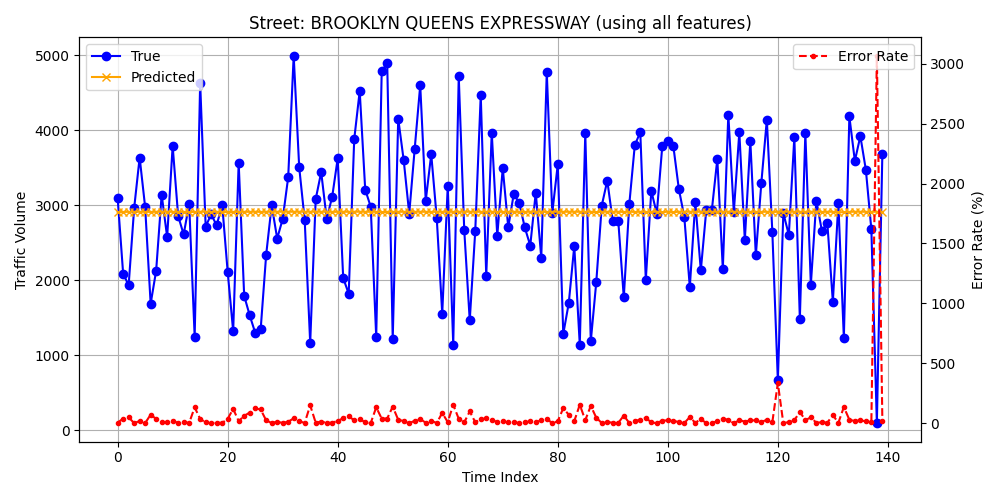 Street: BROOKLYN QUEENS EXPRESSWAY (using all features)
True
Predicted
Error Rate
5000
4000
3000
2000
1000
0
Traffic Volume
3000
2500
2000
1500
1000
500
0
Error Rate (%)
0 20 40 60 80 100 120 140
Time Index